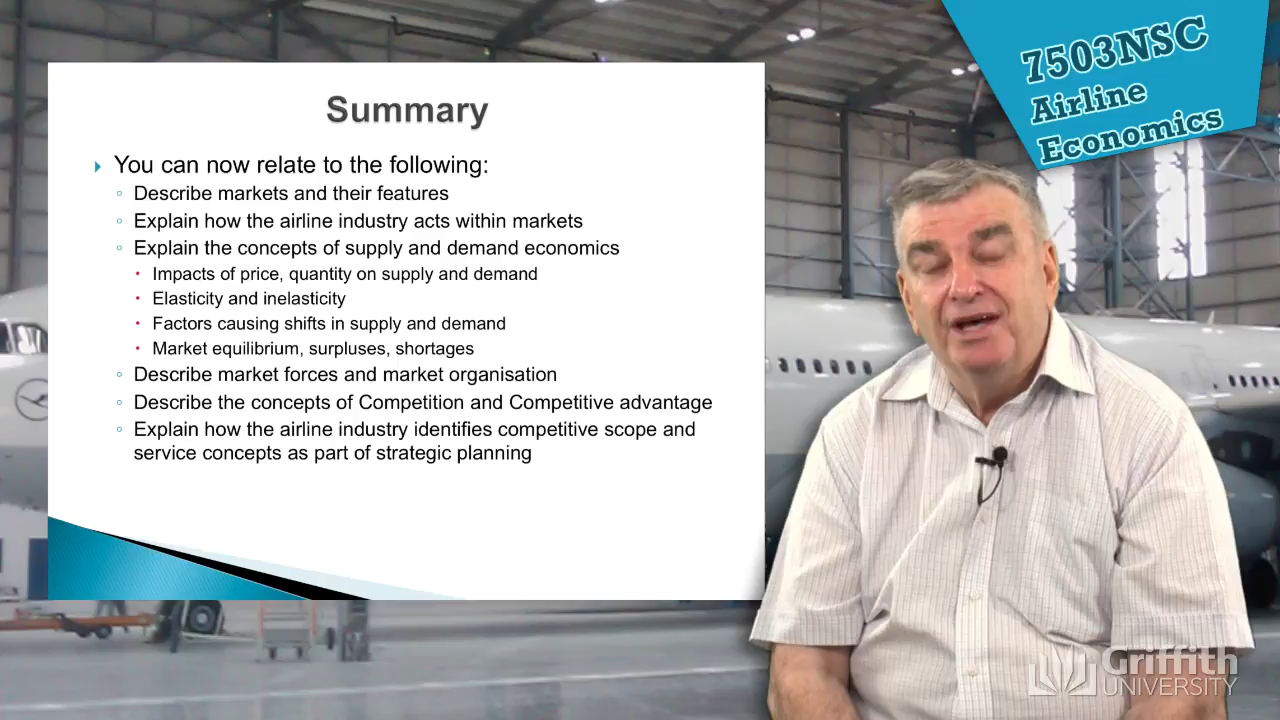 Summary
You can now relate to the following:
Describe markets and their features
Explain how the airline industry acts within markets
Explain the concepts of supply and demand economics
Impacts of price, quantity on supply and demand
Elasticity and inelasticity
Factors causing shifts in supply and demand
Market equilibrium, surpluses, shortages
Describe market forces and market organisation
Describe the concepts of Competition and Competitive advantage
Explain how the airline industry identifies competitive scope and
service concepts as part of strategic planning
7503NSC
Airline
Economics
Griffith
UNIVERSITY